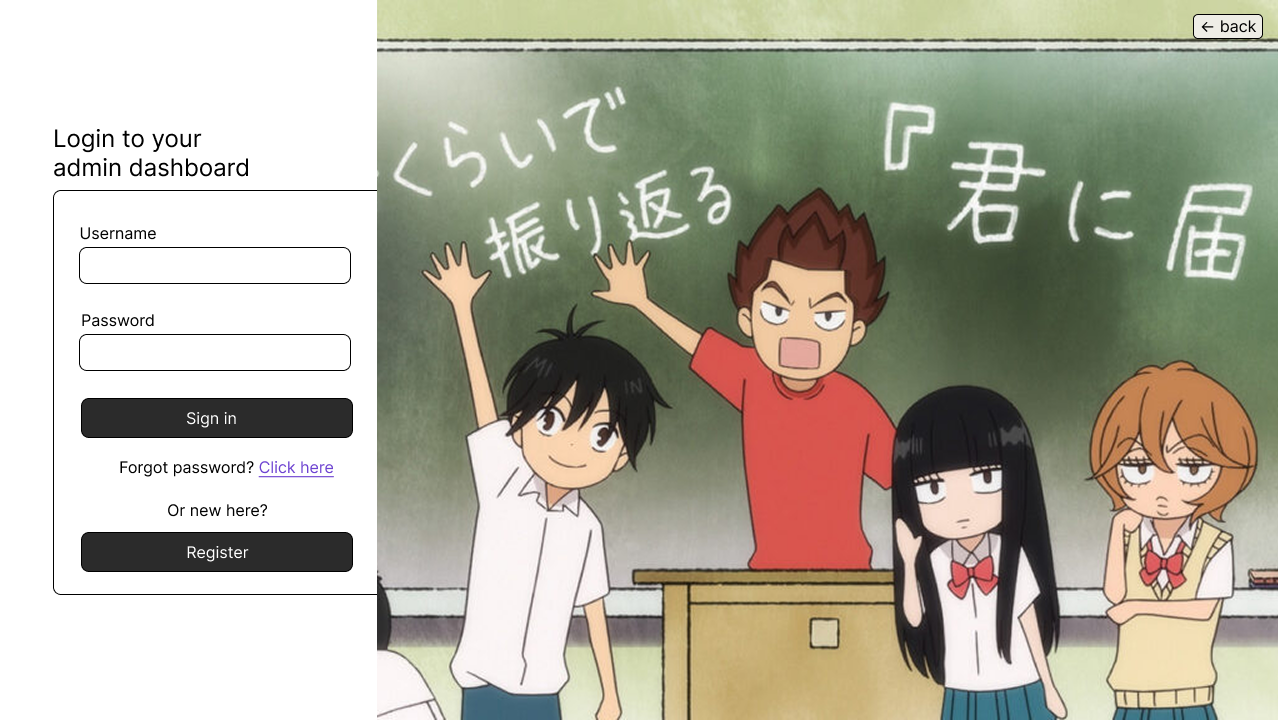 Login to your
admin dashboard
Username
Password
Sign in
Forgot password? Click here
Or new here?
Register
← back
くらいで
振り返る
『君に届